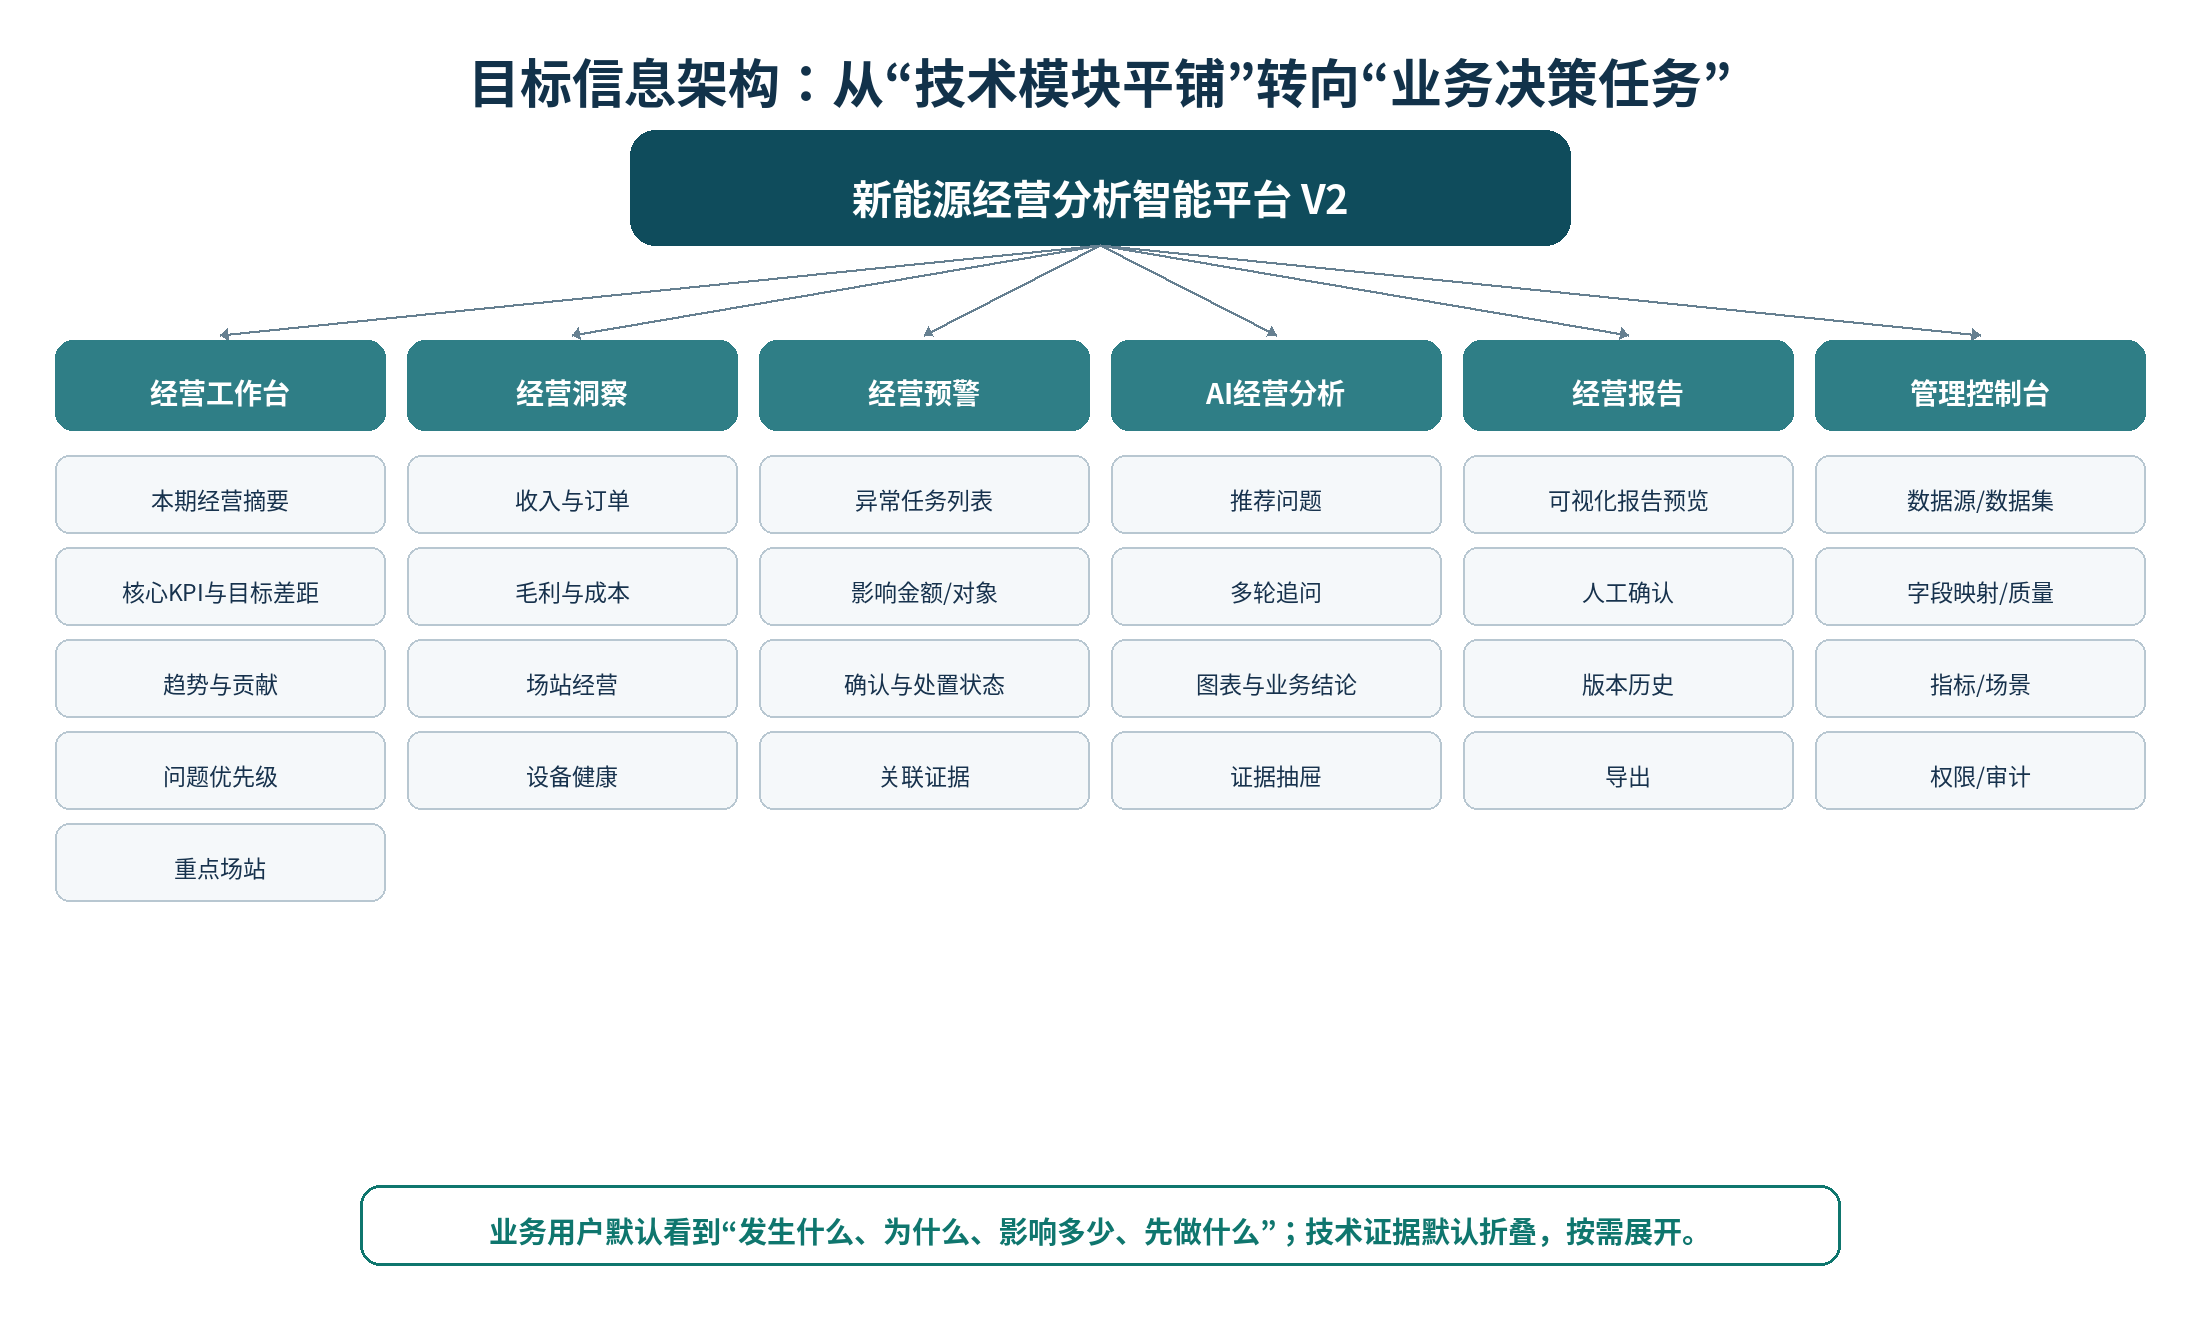 目标信息架构：从“技术模块平铺”转向“业务决策任务”
新能源经营分析智能平台 V2
经营工作台
经营洞察
经营预警
AI经营分析
经营报告
管理控制台
本期经营摘要
收入与订单
异常任务列表
推荐问题
可视化报告预览
数据源/数据集
核心KPI与目标差距
毛利与成本
影响金额/对象
多轮追问
人工确认
字段映射/质量
趋势与贡献
场站经营
确认与处置状态
图表与业务结论
版本历史
指标/场景
问题优先级
设备健康
关联证据
证据抽屉
导出
权限/审计
重点场站
业务用户默认看到“发生什么、为什么、影响多少、先做什么”；技术证据默认折叠，按需展开。